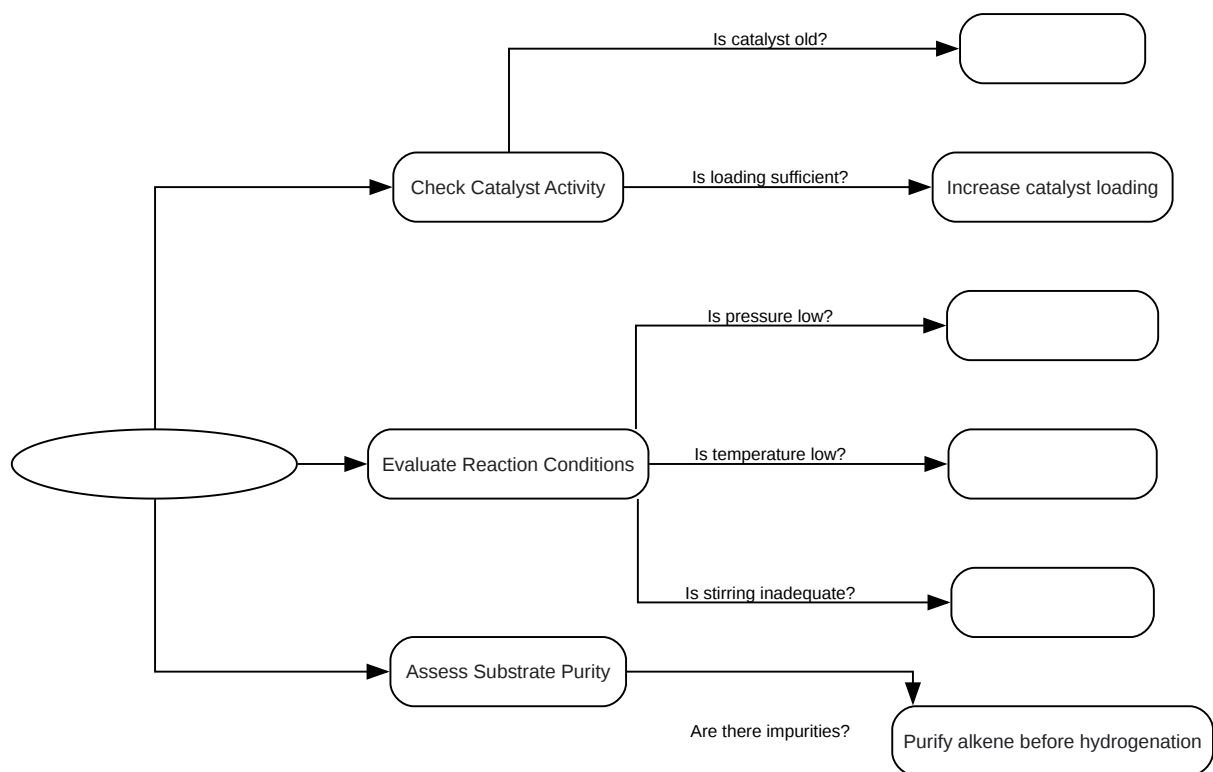 Is catalyst old?
Check Catalyst Activity
Is loading sufficient?
Increase catalyst loading
Is pressure low?
Evaluate Reaction Conditions
Is temperature low?
Is stirring inadequate?
Assess Substrate Purity
Are there impurities?
Purify alkene before hydrogenation